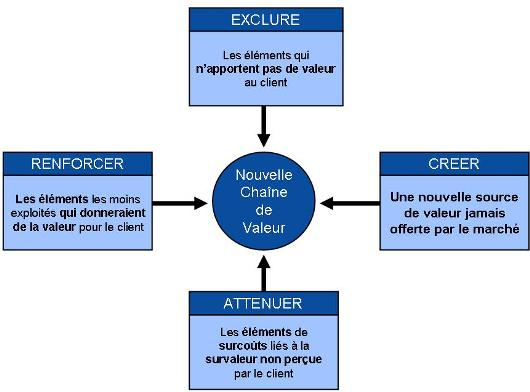 EXCLURE
Les éléments qui
n'apportent pas de valeur
au client
RENFORCER
Les éléments les moins
exploités qui donneraient
de la valeur pour le client
Nouvelle
Chaîne
de
Valeur
CREER
Une nouvelle source
de valeur jamais
offerte par le marché
ATTENUER
Les éléments de
surcoûts liés à la
survaleur non perçue
par le client